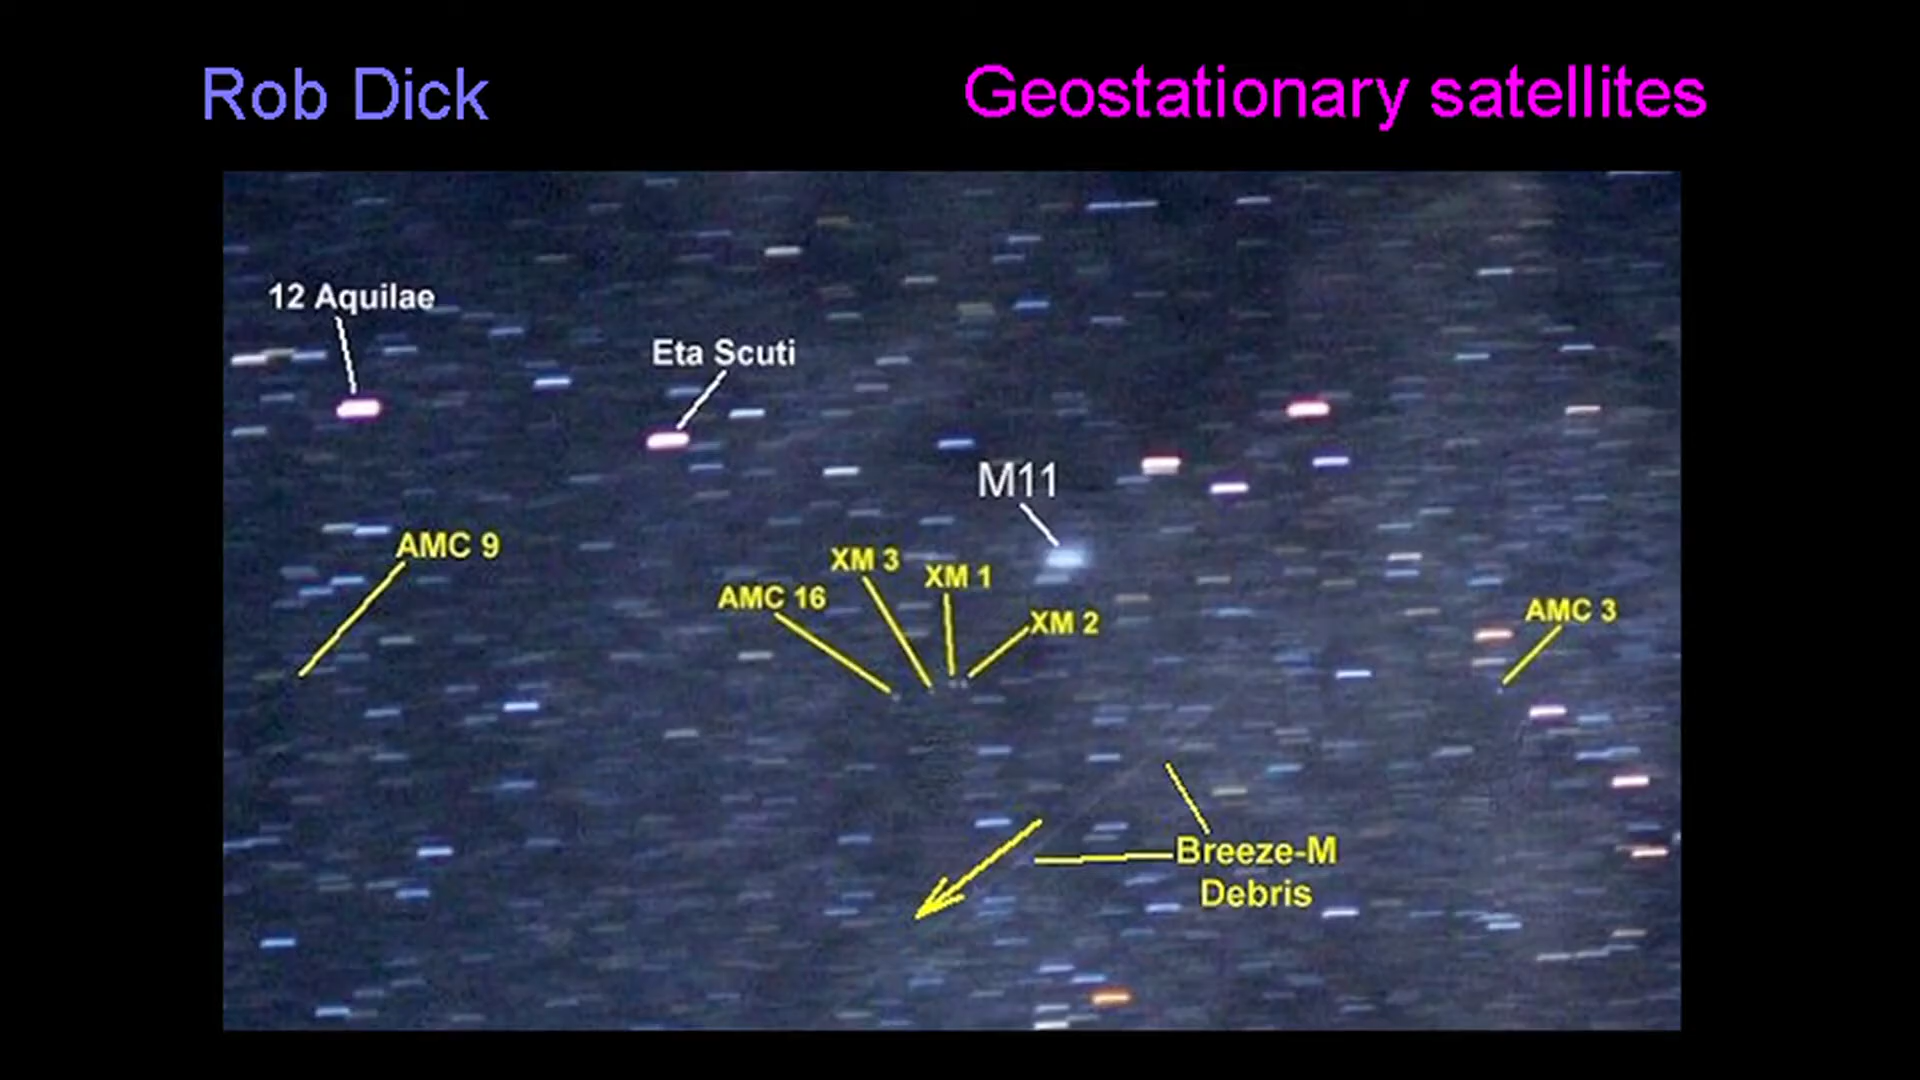 Rob Dick
Geostationary satellites
12 Aquilae
Eta Scuti
M11
AMC 9
XM 3
XM 1
AMC 16
XM 2
AMC 3
Breeze-M
Debris